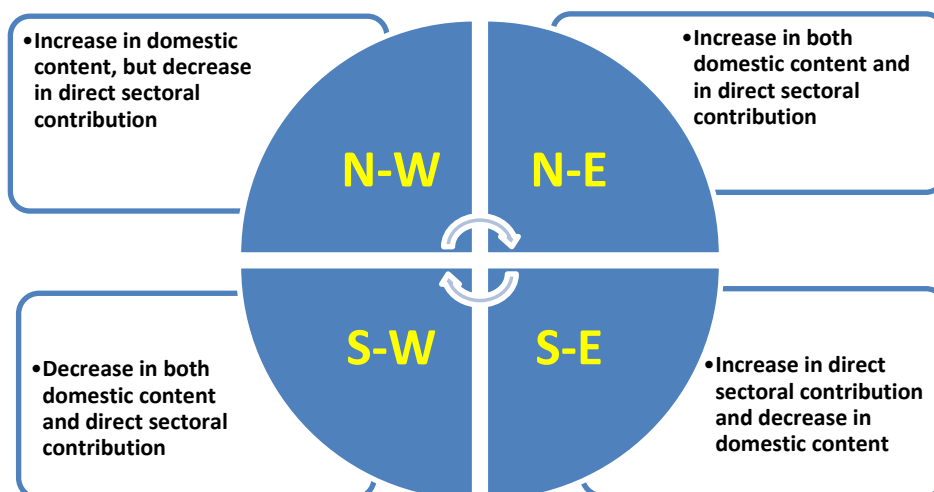 •Increase in domestic
content, but decrease
in direct sectoral
contribution
•Increase in both
domestic content and
in direct sectoral
contribution
N-W
N-E
S-W
S-E
•Decrease in both
domestic content
and direct sectoral
contribution
•Increase in direct
sectoral contribution
and decrease in
domestic content